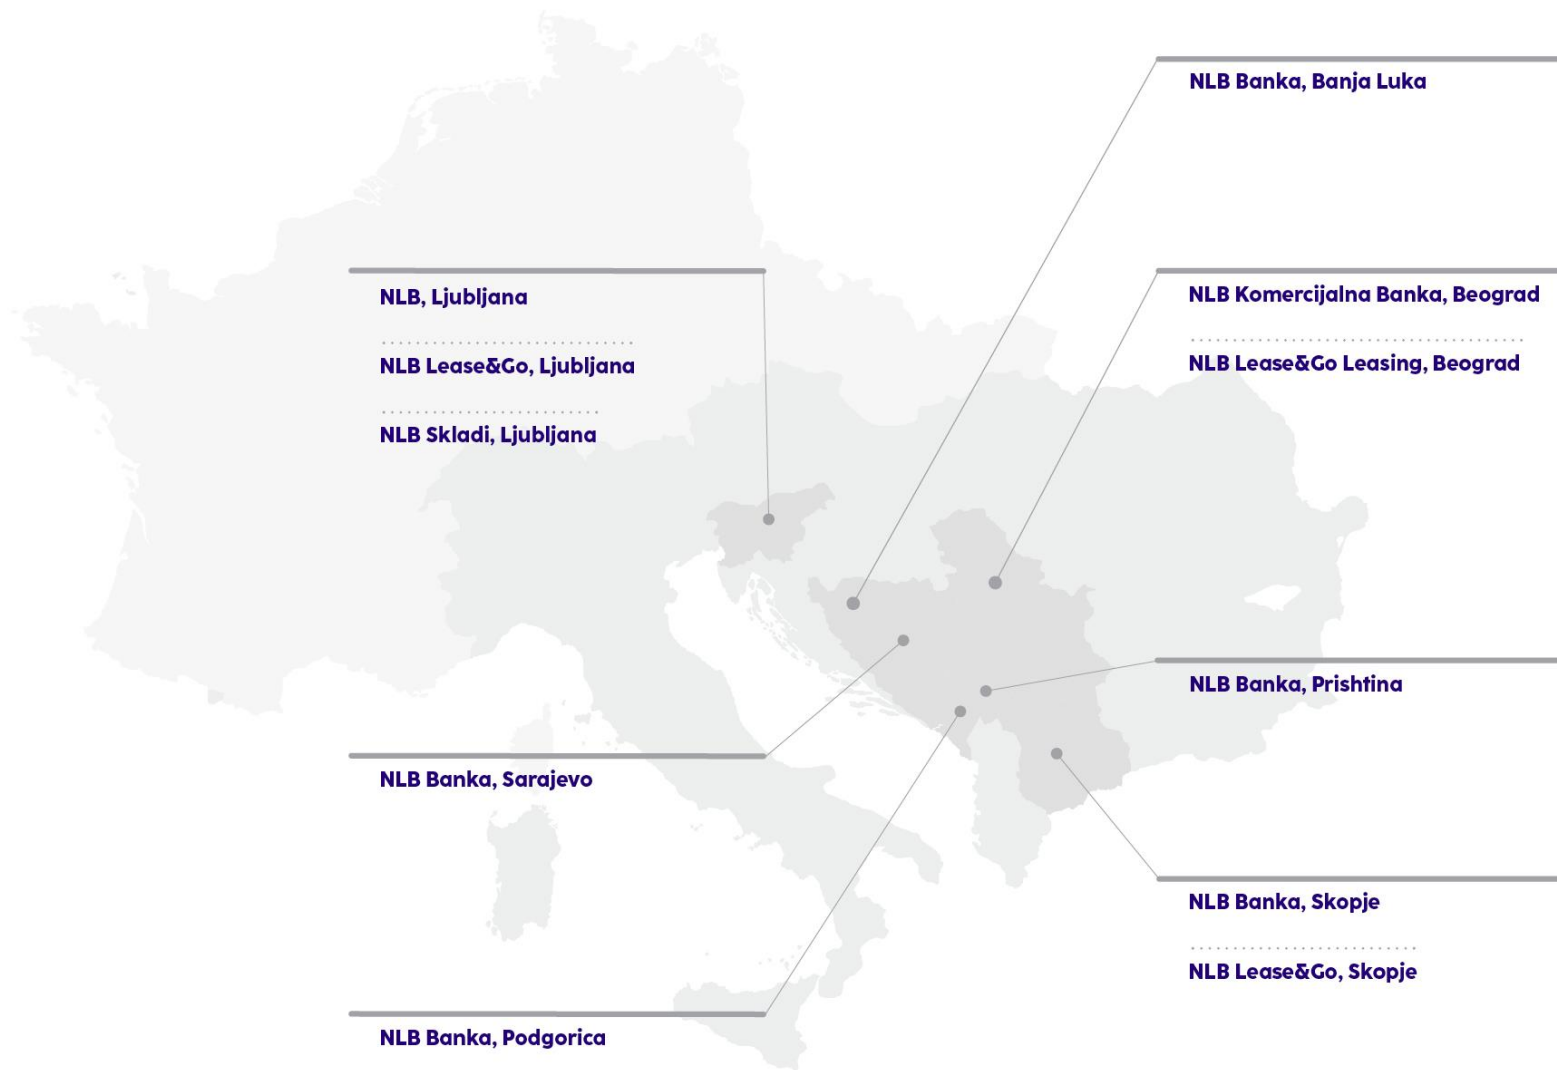 NLB Banka, Banja Luka
NLB, Ljubljana
NLB Lease&Go, Ljubljana
NLB Skladi, Ljubljana
NLB Komercijalna Banka, Beograd
NLB Lease&Go Leasing, Beograd
NLB Banka, Prishtina
NLB Banka, Sarajevo
NLB Banka, Skopje
NLB Lease&Go, Skopje
NLB Banka, Podgorica